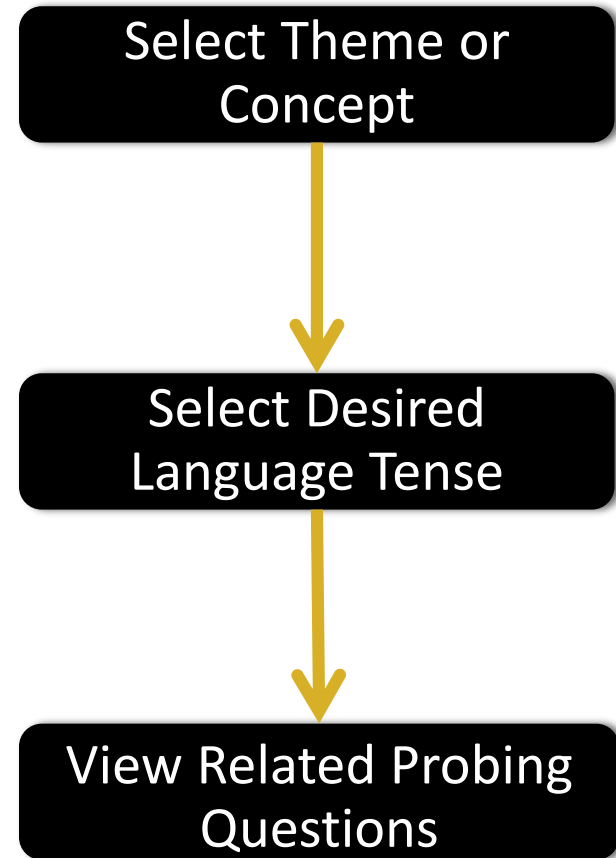 Select Theme or
Concept
Select Desired
Language Tense
View Related Probing
Questions